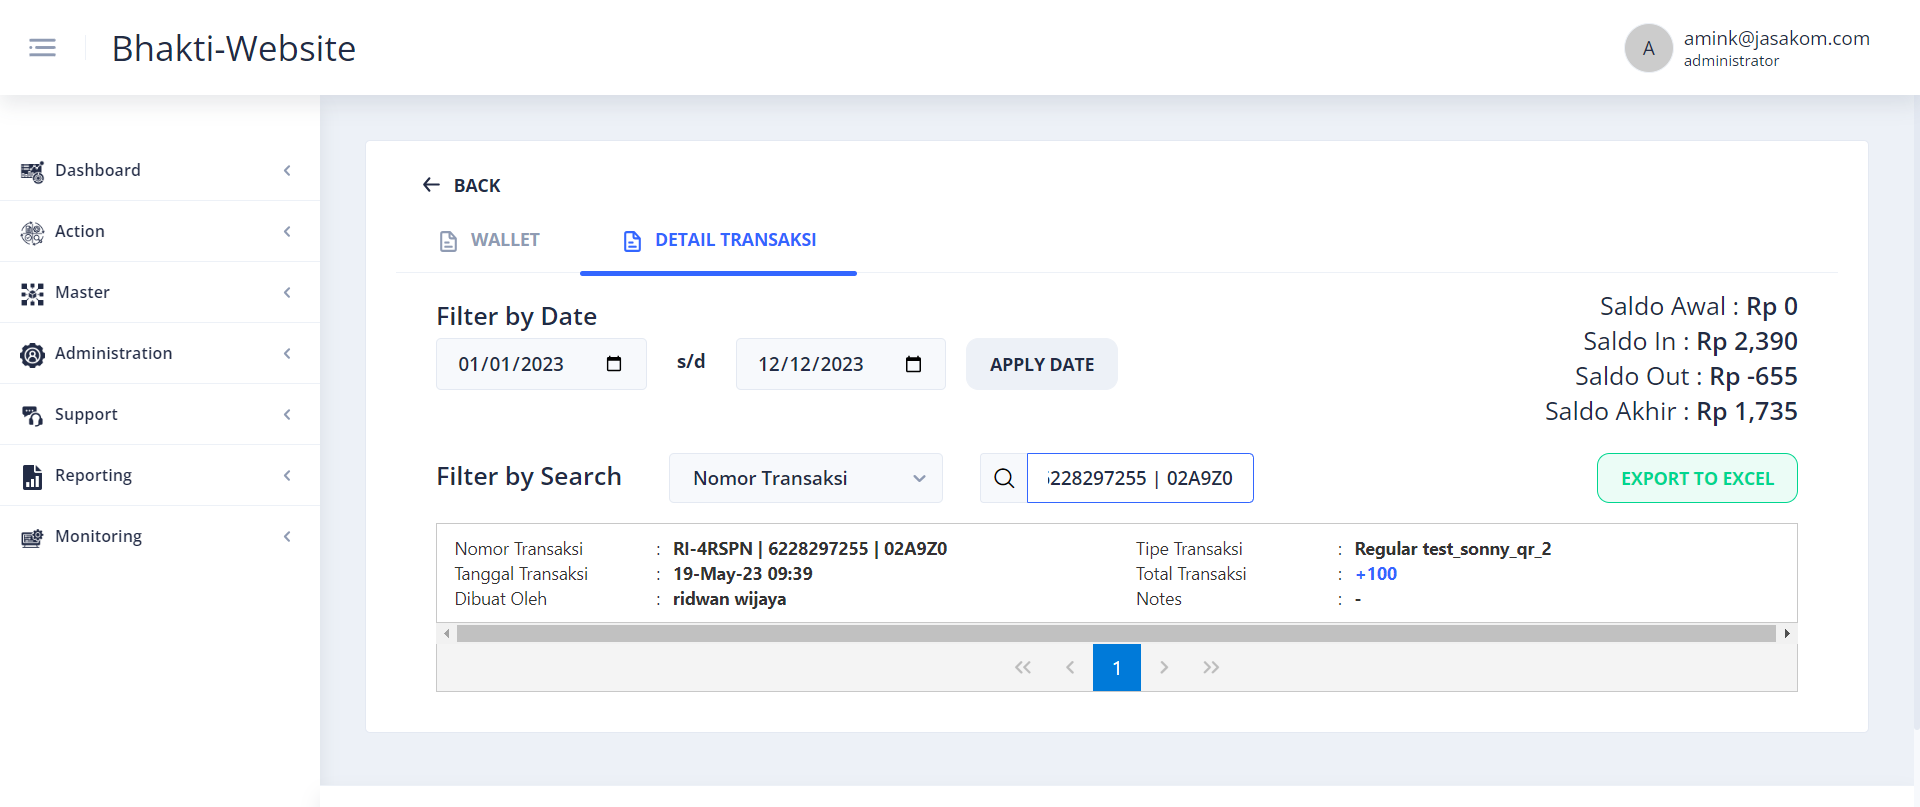 Bhakti-Website
A
amink@jasakom.com
administrator
Dashboard
Action
Master
Administration
Support
Reporting
Monitoring
BACK
WALLET
DETAIL TRANSAKSI
Filter by Date
01/01/2023
s/d
12/12/2023
APPLY DATE
Saldo Awal : Rp 0
Saldo In : Rp 2,390
Saldo Out : Rp -655
Saldo Akhir : Rp 1,735
Filter by Search
Nomor Transaksi
6228297255 | 02A9Z0
EXPORT TO EXCEL
Nomor Transaksi : RI-4RSPN | 6228297255 | 02A9Z0
Tanggal Transaksi : 19-May-23 09:39
Dibuat Oleh : ridwan wijaya
Tipe Transaksi : Regular test_sonny_qr_2
Total Transaksi : +100
Notes : -
1